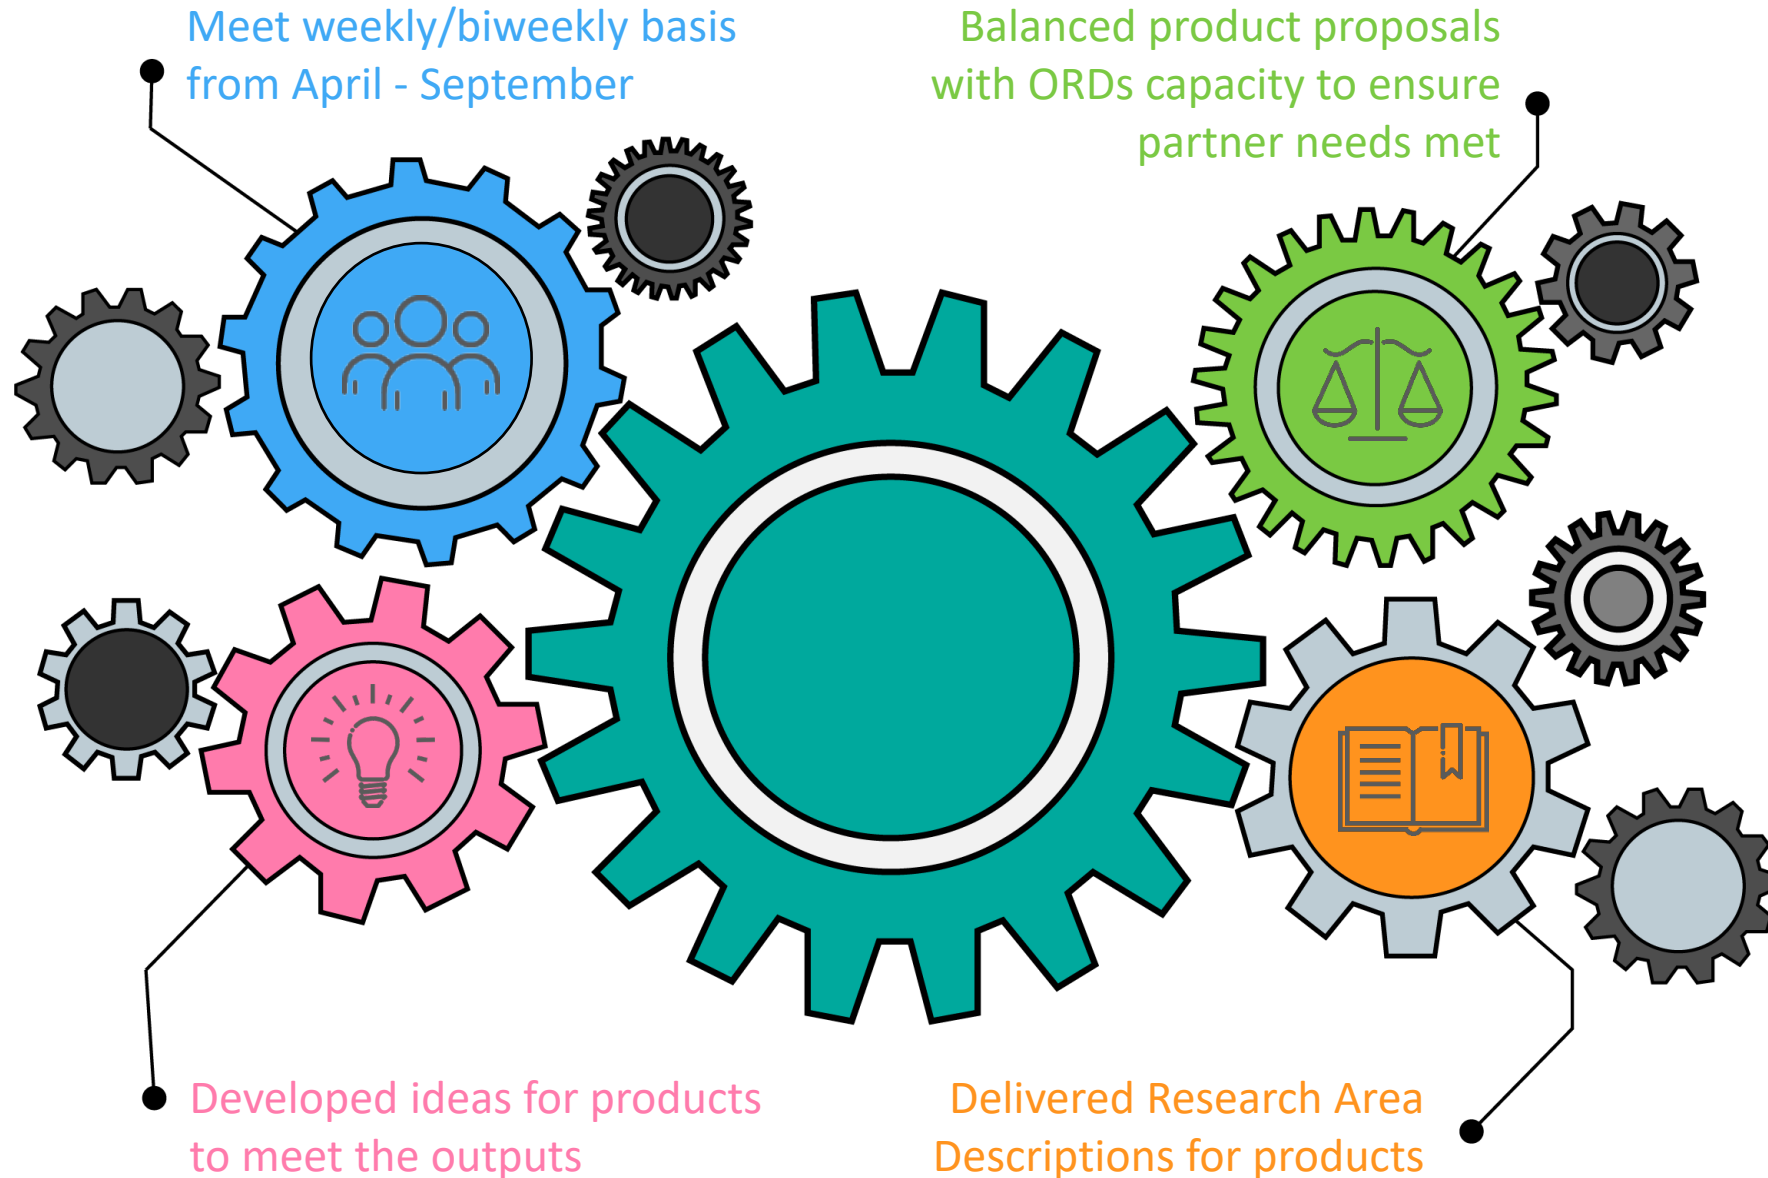 Meet weekly/biweekly basis
from April - September
Balanced product proposals
with ORDs capacity to ensure
partner needs met
Developed ideas for products
to meet the outputs
Delivered Research Area
Descriptions for products